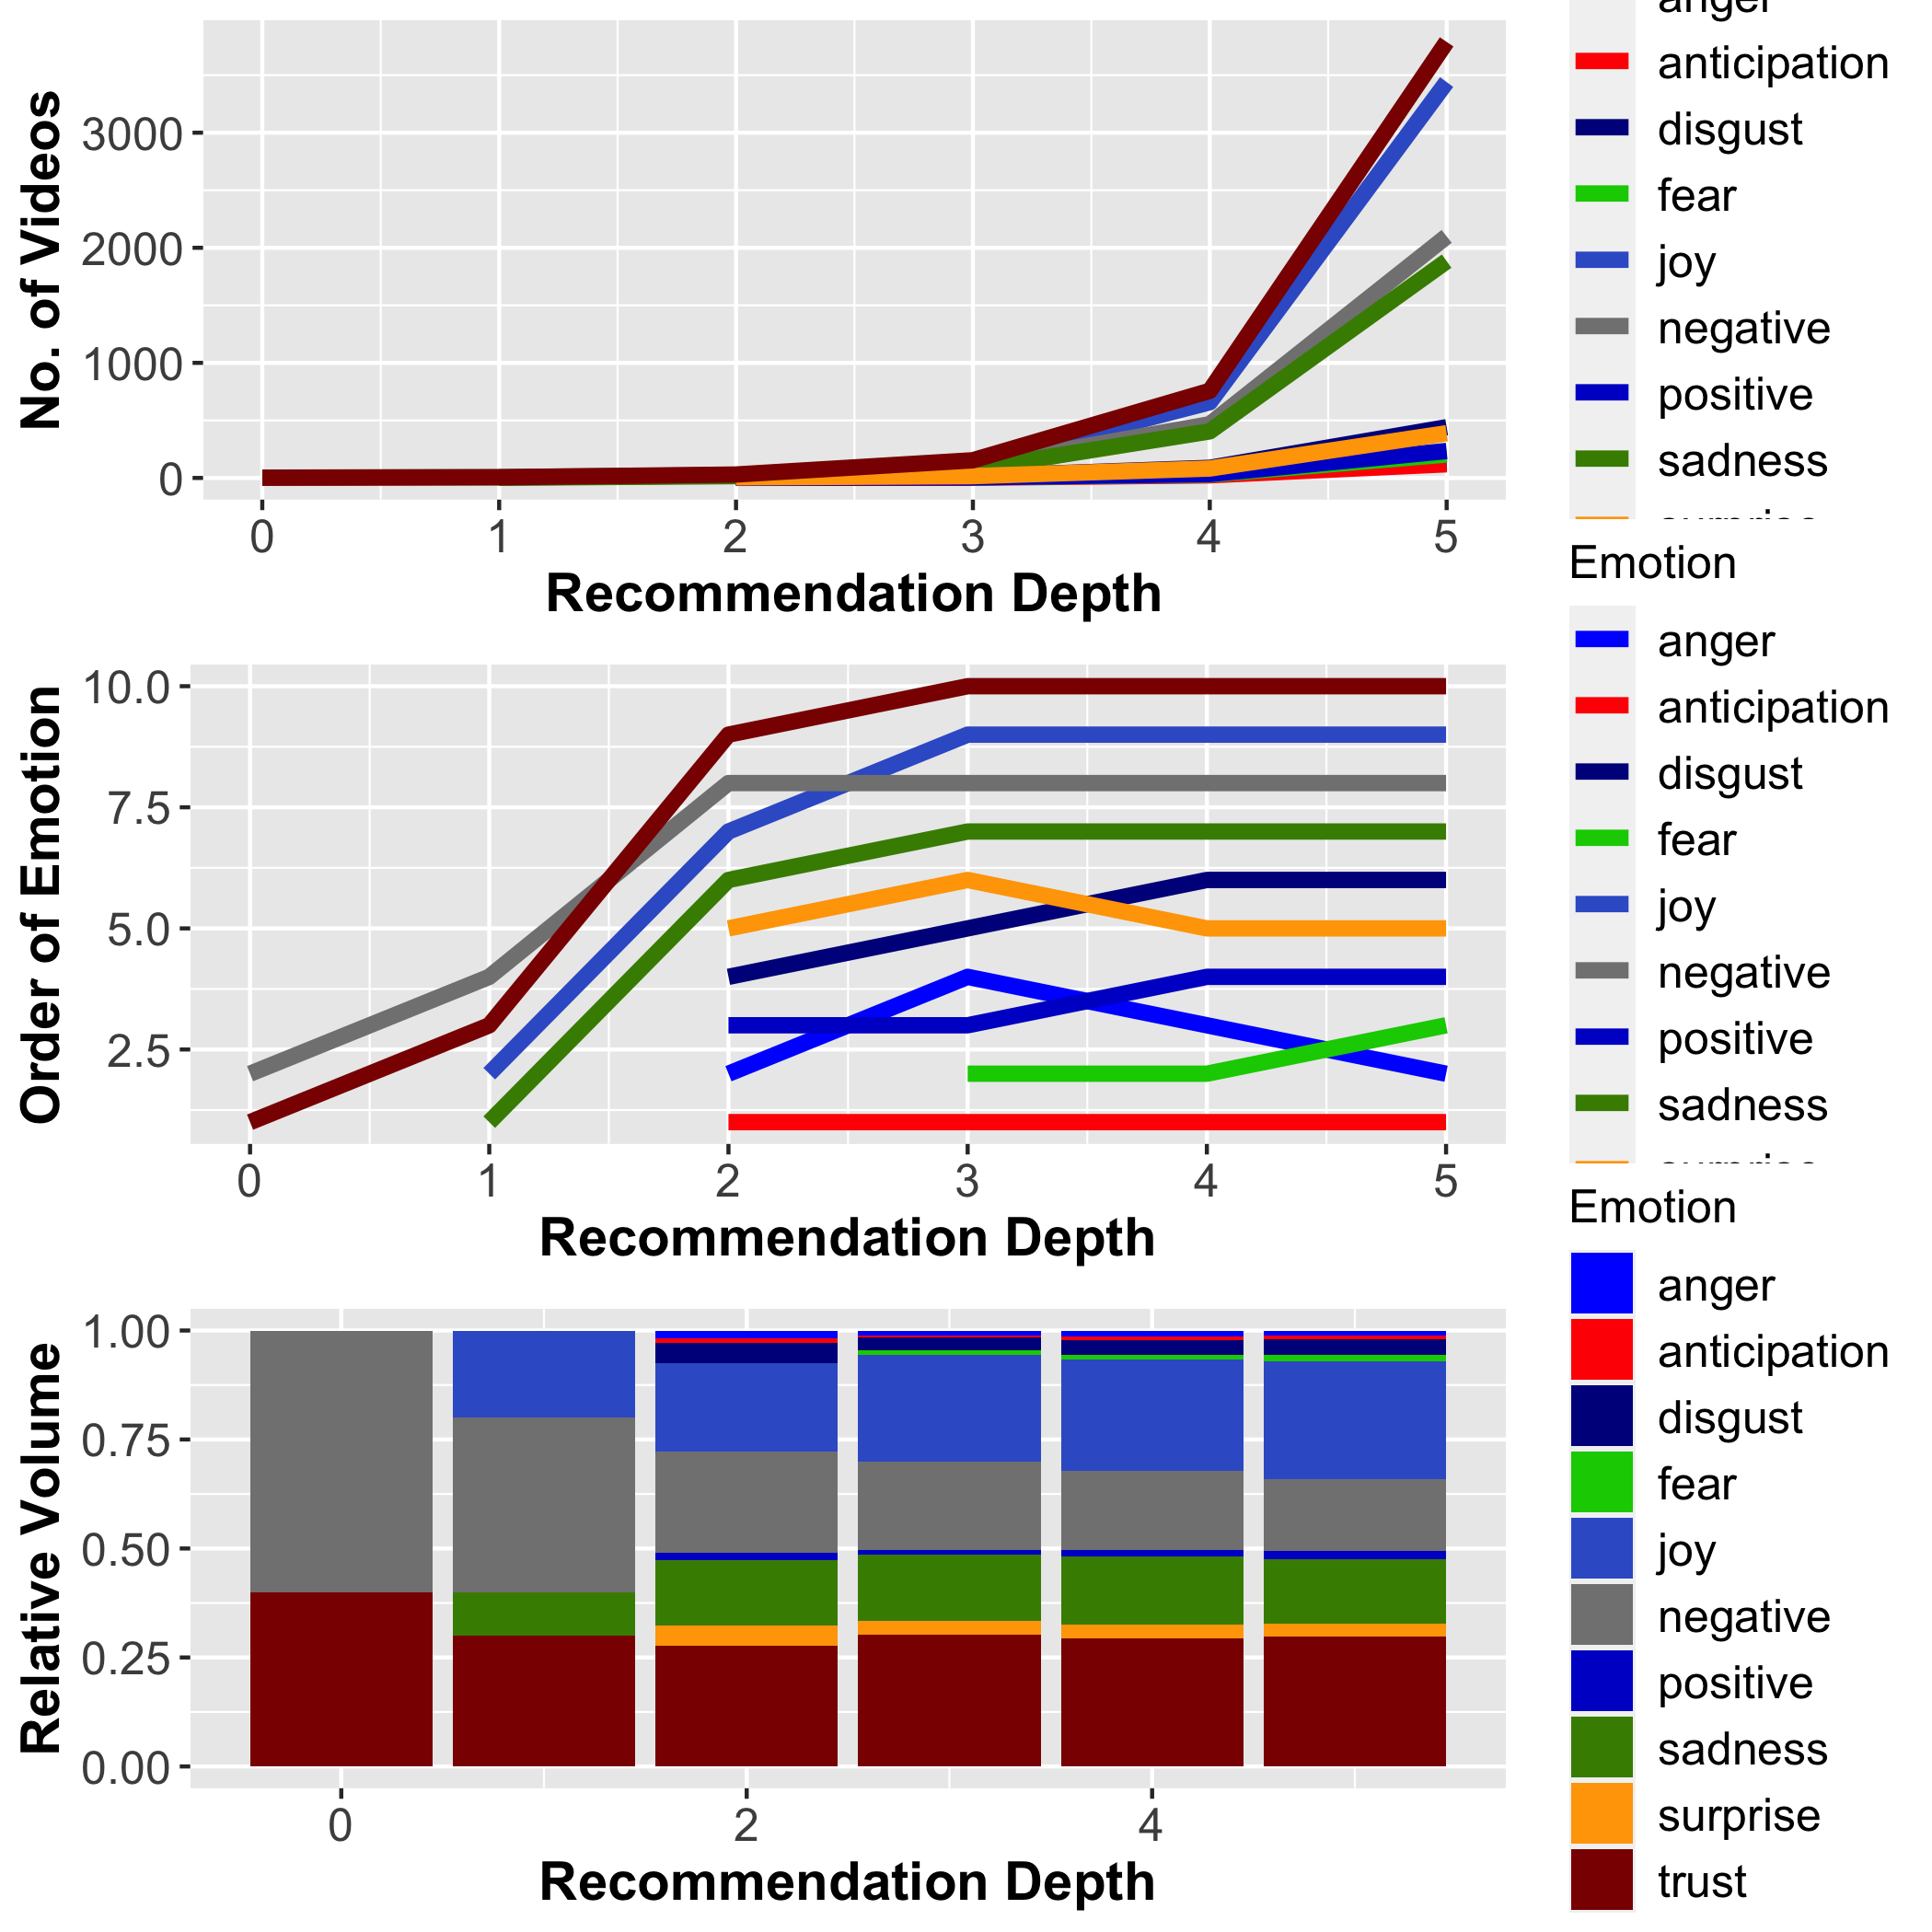 anger
anticipation
disgust
fear
joy
negative
positive
sadness
No. of Videos
3000
2000
1000
0
0 1 2 3 4 5
Recommendation Depth
Emotion
anger
anticipation
disgust
fear
joy
negative
positive
sadness
Order of Emotion
10.0
7.5
5.0
2.5
0 1 2 3 4 5
Recommendation Depth
Emotion
anger
anticipation
disgust
fear
joy
negative
positive
sadness
surprise
trust
Relative Volume
1.00
0.75
0.50
0.25
0.00
0 2 4
Recommendation Depth